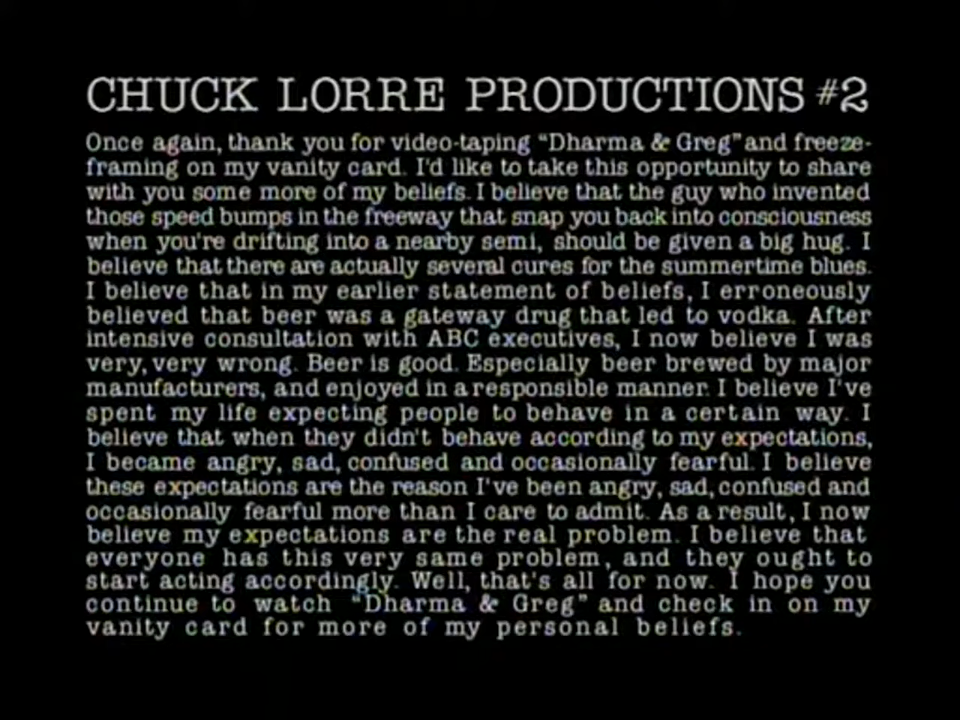 CHUCK LORRE PRODUCTIONS #2
Once again, thank you for video-taping “Dharma & Greg” and freeze-
framing on my vanity card. I'd like to take this opportunity to share
with you some more of my beliefs. I believe that the guy who invented
those speed bumps in the freeway that snap you back into consciousness
when you're drifting into a nearby semi, should be given a big hug. I
believe that there are actually several cures for the summertime blues.
I believe that in my earlier statement of beliefs, I erroneously
believed that beer was a gateway drug that led to vodka. After
intensive consultation with ABC executives, I now believe I was
very, very wrong. Beer is good. Especially beer brewed by major
manufacturers, and enjoyed in a responsible manner. I believe I've
spent my life expecting people to behave in a certain way. I
believe that when they didn't behave according to my expectations,
I became angry, sad, confused and occasionally fearful. I believe
these expectations are the reason I've been angry, sad, confused and
occasionally fearful more than I care to admit. As a result, I now
believe my expectations are the real problem. I believe that
everyone has this very same problem, and they ought to
start acting accordingly. Well, that's all for now. I hope you
continue to watch “Dharma & Greg” and check in on my
vanity card for more of my personal beliefs.